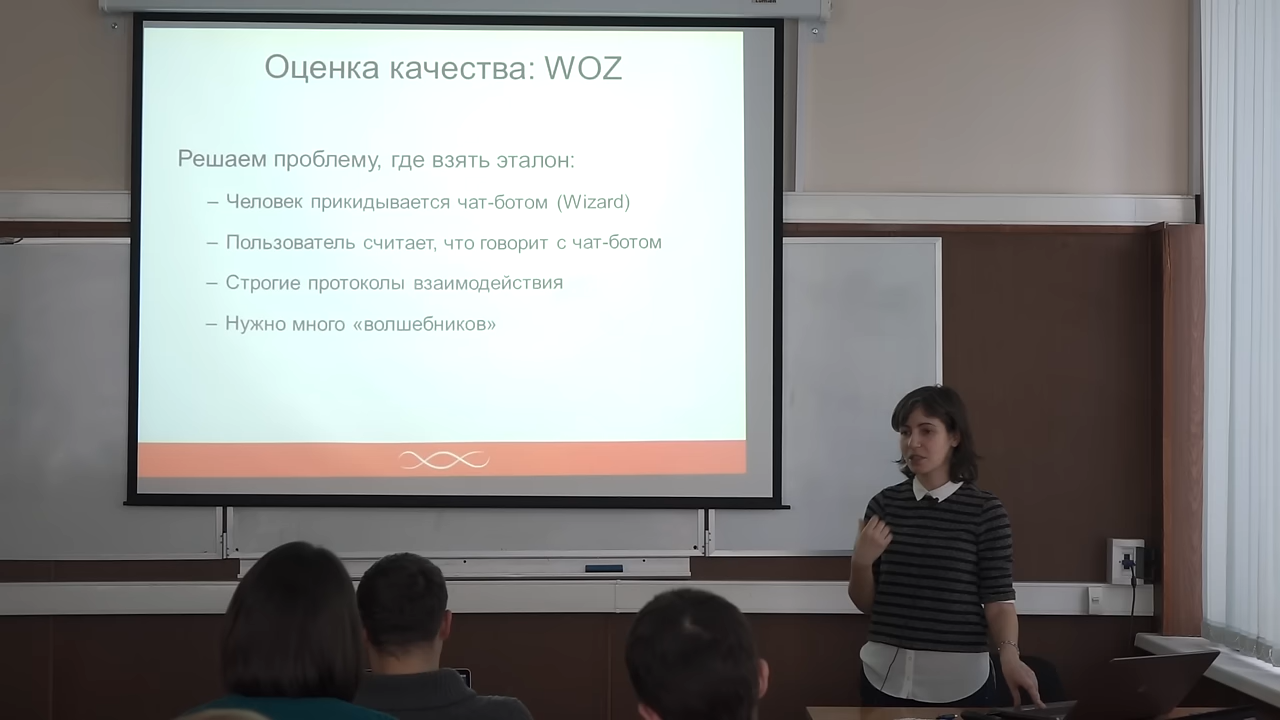 Оценка качества: WOZ
Решаем проблему, где взять эталон:
– Человек прикидывается чат-ботом (Wizard)
– Пользователь считает, что говорит с чат-ботом
– Строгие протоколы взаимодействия
– Нужно много «волшебников»